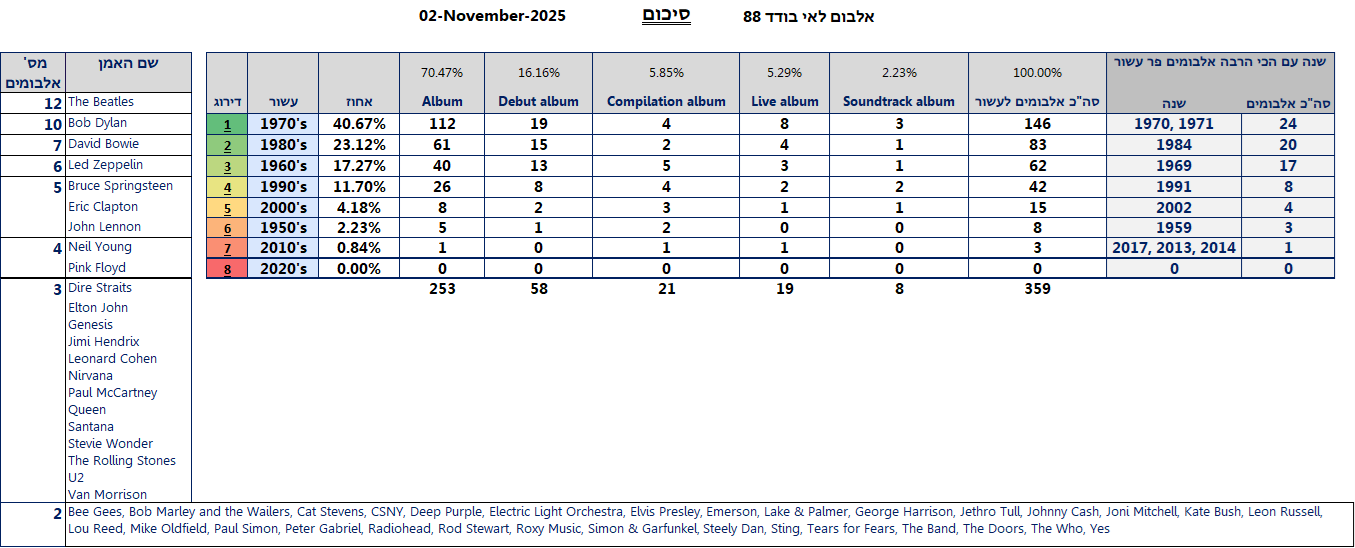 02-November-2025 סיכום אלבום לאי בודד 88
מס' אלבומים שם האמן
12 The Beatles
10 Bob Dylan
7 David Bowie
6 Led Zeppelin
5 Bruce Springsteen
Eric Clapton
John Lennon
4 Neil Young
Pink Floyd
3 Dire Straits
Elton John
Genesis
Jimi Hendrix
Leonard Cohen
Nirvana
Paul McCartney
Queen
Santana
Stevie Wonder
The Rolling Stones
U2
Van Morrison
2 Bee Gees, Bob Marley and the Wailers, Cat Stevens, CSNY, Deep Purple, Electric Light Orchestra, Elvis Presley, Emerson, Lake & Palmer, George Harrison, Jethro Tull, Johnny Cash, Joni Mitchell, Kate Bush, Leon Russell,
Lou Reed, Mike Oldfield, Paul Simon, Peter Gabriel, Radiohead, Rod Stewart, Roxy Music, Simon & Garfunkel, Steely Dan, Sting, Tears for Fears, The Band, The Doors, The Who, Yes
70.47% 16.16% 5.85% 5.29% 2.23% 100.00% שנה עם הכי הרבה אלבומים פר עשור
דירוג עשור אחוז Album Debut album Compilation album Live album Soundtrack album סה"כ אלבומים לעשור שנה סה"כ אלבומים
1 1970's 40.67% 112 19 4 8 3 146 1970, 1971 24
2 1980's 23.12% 61 15 2 4 1 83 1984 20
3 1960's 17.27% 40 13 5 3 1 62 1969 17
4 1990's 11.70% 26 8 4 2 2 42 1991 8
5 2000's 4.18% 8 2 3 1 1 15 2002 4
6 1950's 2.23% 5 1 2 0 0 8 1959 3
7 2010's 0.84% 1 0 1 1 0 3 2017, 2013, 2014 1
8 2020's 0.00% 0 0 0 0 0 0 0 0
253 58 21 19 8 359